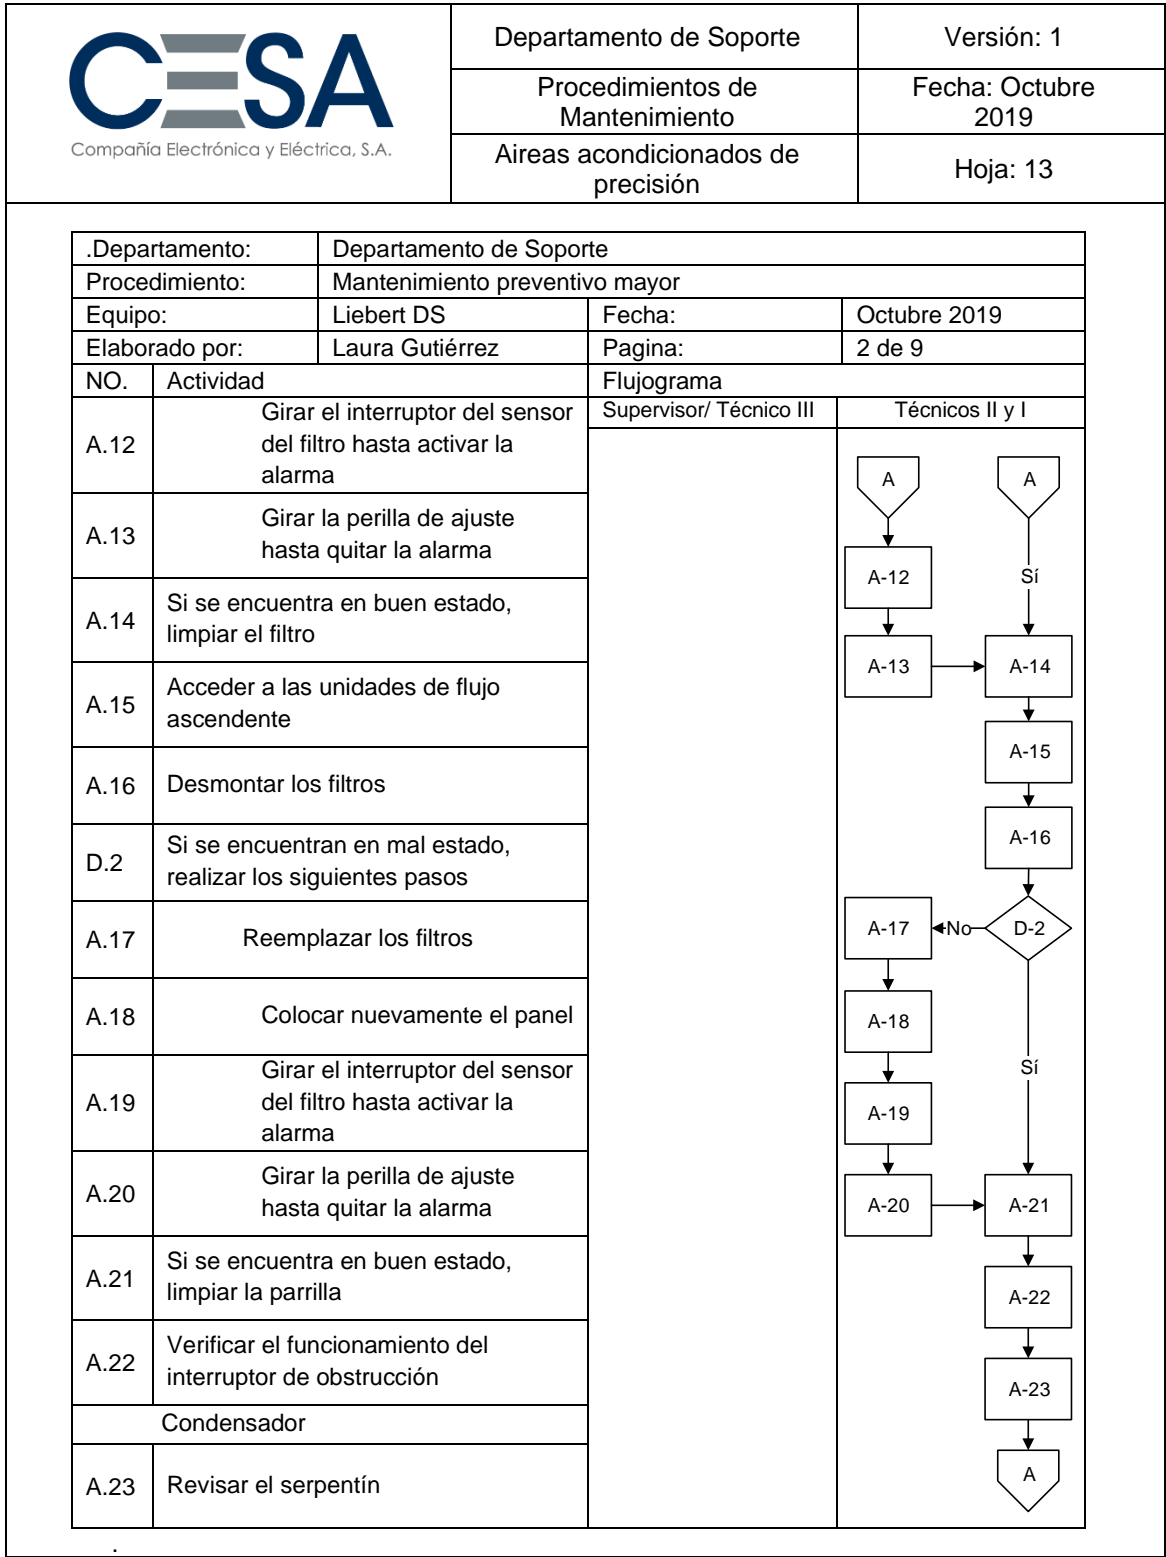 CESA
Compañía Electrónica y Eléctrica, S.A.
Departamento de Soporte
Versión: 1
Procedimientos de
Mantenimiento
Fecha: Octubre
2019
Aireas acondicionados de
precisión
Hoja: 13
.Departamento:
Departamento de Soporte
Procedimiento:
Mantenimiento preventivo mayor
Equipo:
Liebert DS
Fecha:
Octubre 2019
Elaborado por:
Laura Gutiérrez
Pagina:
2 de 9
NO.
Actividad
Flujograma
Supervisor/ Técnico III
Técnicos II y I
A.12
Girar el interruptor del sensor
del filtro hasta activar la
alarma
A.13
Girar la perilla de ajuste
hasta quitar la alarma
A.14
Si se encuentra en buen estado,
limpiar el filtro
A.15
Acceder a las unidades de flujo
ascendente
A.16
Desmontar los filtros
D.2
Si se encuentran en mal estado,
realizar los siguientes pasos
A.17
Reemplazar los filtros
A.18
Colocar nuevamente el panel
A.19
Girar el interruptor del sensor
del filtro hasta activar la
alarma
A.20
Girar la perilla de ajuste
hasta quitar la alarma
A.21
Si se encuentra en buen estado,
limpiar la parrilla
A.22
Verificar el funcionamiento del
interruptor de obstrucción
Condensador
A.23
Revisar el serpentín
A
A
A-12
Sí
A-13
A-14
A-15
A-16
A-17
No
D-2
A-18
Sí
A-19
A-20
A-21
A-22
A-23
A
.